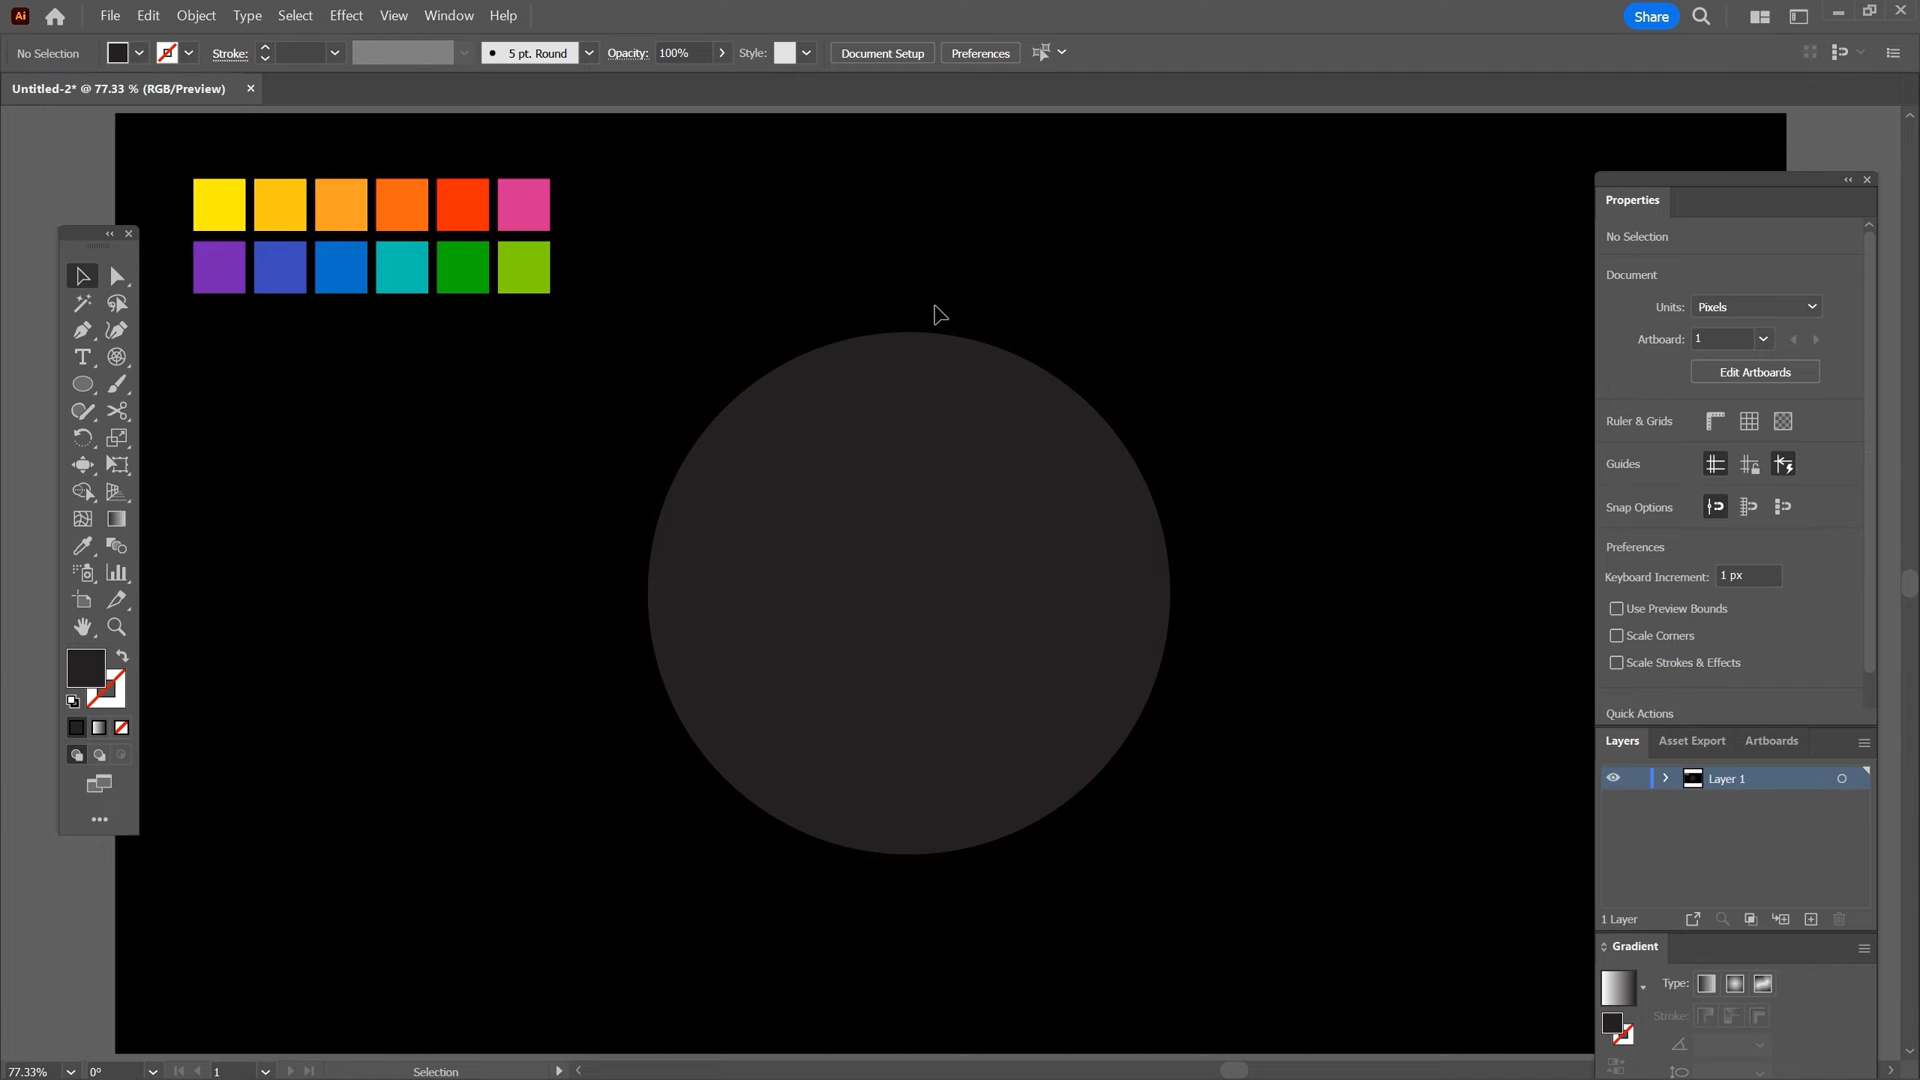 Ai File Edit Object Type Select Effect View Window Help Share
No Selection Stroke: 5 pt. Round Opacity: 100% Style: Document Setup Preferences
Untitled-2* @ 77.33 % (RGB/Preview)
Properties
No Selection
Document
Units: Pixels
Artboard: 1
Edit Artboards
Ruler & Grids
Guides
Snap Options
Preferences
Keyboard Increment: 1 px
Use Preview Bounds
Scale Corners
Scale Strokes & Effects
Quick Actions
Layers Asset Export Artboards
Layer 1
1 Layer
Gradient
Type:
Stroke:
77.33% 0° 1 Selection